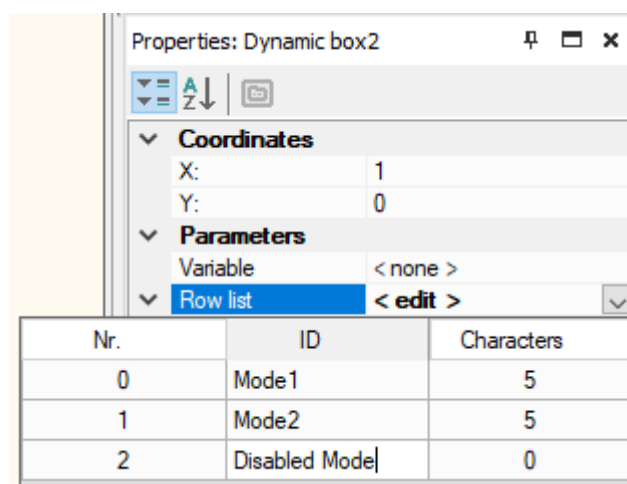 Properties: Dynamic box2
Coordinates
X: 1
Y: 0
Parameters
Variable < none >
Row list < edit >
Nr. ID Characters
0 Mode1 5
1 Mode2 5
2 Disabled Mode 0